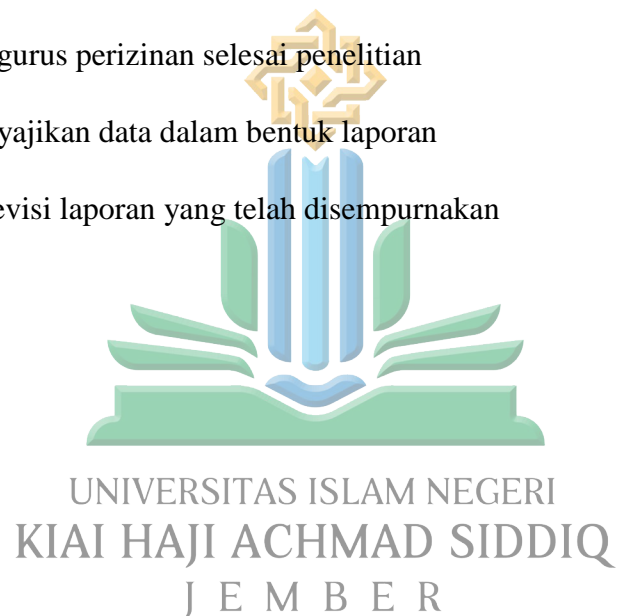 gurus perizinan selesai penelitian
yajikan data dalam bentuk laporan
evisi laporan yang telah disempurnakan
UNIVERSITAS ISLAM NEGERI
KIAI HAJI ACHMAD SIDDIQ
J E M B E R